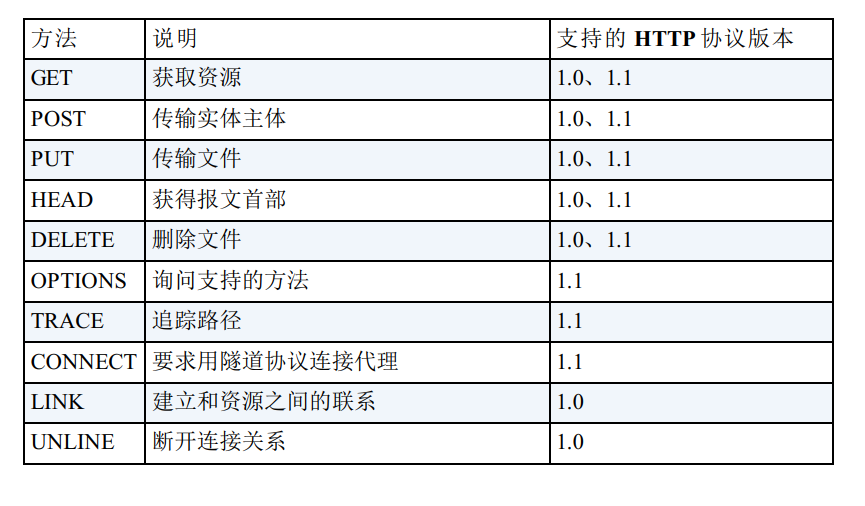 方法 说明 支持的 HTTP 协议版本
GET 获取资源 1.0、1.1
POST 传输实体主体 1.0、1.1
PUT 传输文件 1.0、1.1
HEAD 获得报文首部 1.0、1.1
DELETE 删除文件 1.0、1.1
OPTIONS 询问支持的方法 1.1
TRACE 追踪路径 1.1
CONNECT 要求用隧道协议连接代理 1.1
LINK 建立和资源之间的联系 1.0
UNLINE 断开连接关系 1.0